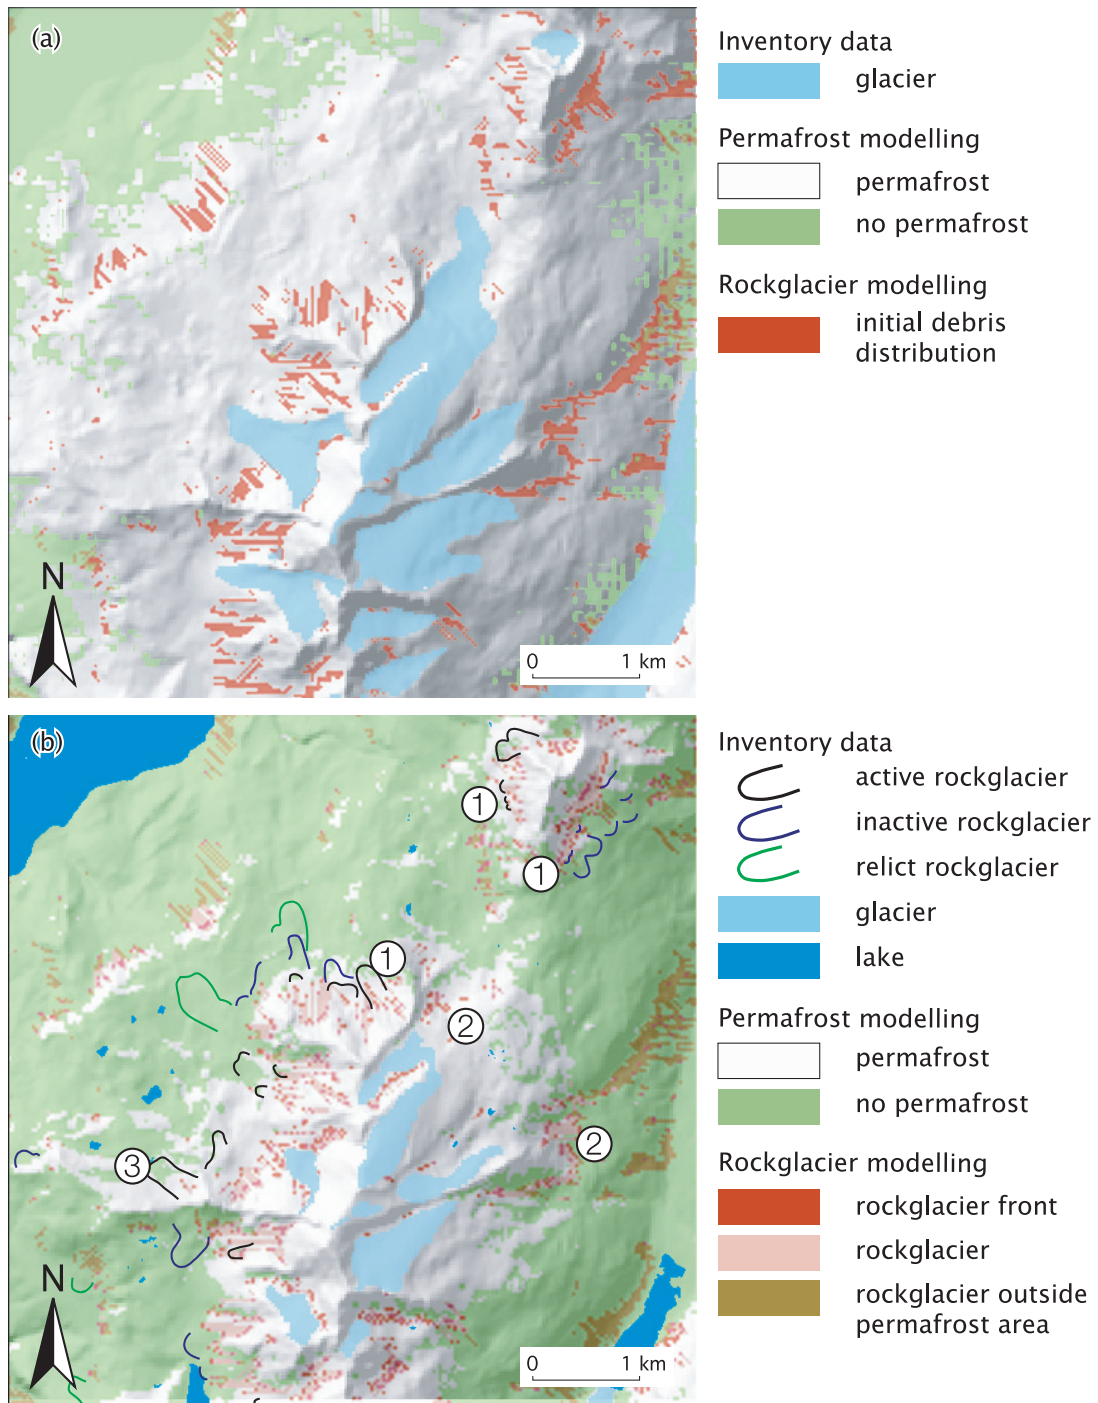 (a)
Inventory data
glacier
Permafrost modelling
permafrost
no permafrost
Rockglacier modelling
initial debris
distribution
N
0 1 km
(b)
Inventory data
active rockglacier
inactive rockglacier
relict rockglacier
glacier
lake
Permafrost modelling
permafrost
no permafrost
Rockglacier modelling
rockglacier front
rockglacier
rockglacier outside
permafrost area
1
1
1
2
2
3
N
0 1 km